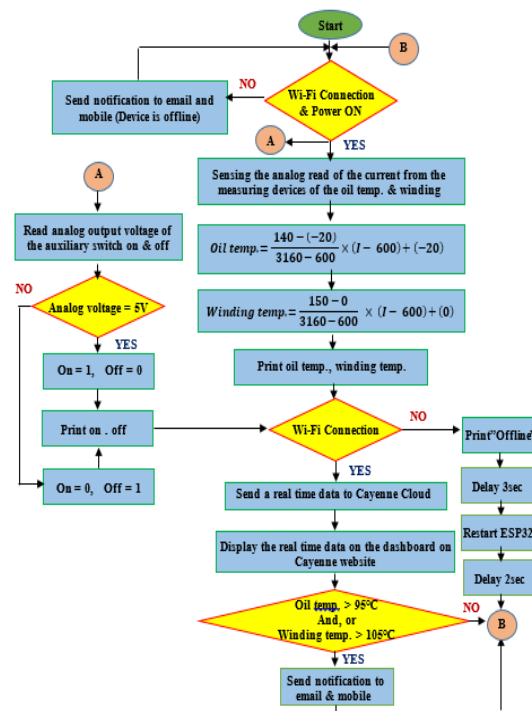 Start
B
Wi-Fi Connection
& Power ON
NO
Send notification to email and
mobile (Device is offline)
A
YES
Sensing the analog read of the current from the
measuring devices of the oil temp. & winding
Oil temp.= 140 − (−20) / 3160 − 600 × (I − 600) + (−20)
Winding temp.= 150 − 0 / 3160 − 600 × (I − 600) + (0)
Print oil temp., winding temp.
A
Read analog output voltage of
the auxiliary switch on & off
NO
Analog voltage = 5V
YES
On = 1, Off = 0
Print on . off
On = 0, Off = 1
Wi-Fi Connection
NO
YES
Print"Offline"
Delay 3sec
Restart ESP32
Delay 2sec
B
Send a real time data to Cayenne Cloud
Display the real time data on the dashboard on
Cayenne website
Oil temp. > 95°C
And, or
Winding temp. > 105°C
NO
YES
Send notification to
email & mobile